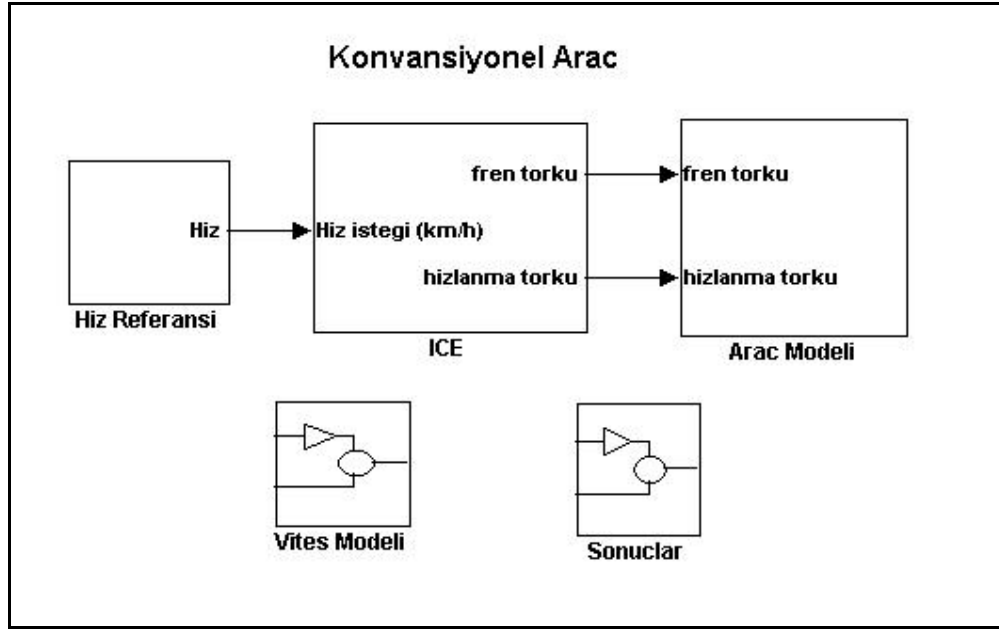 Konvansiyonel Arac
Hiz
Hiz Referansi
Hiz istegi (km/h)
fren torku
hizlanma torku
ICE
fren torku
hizlanma torku
Arac Modeli
Vites Modeli
Sonuclar